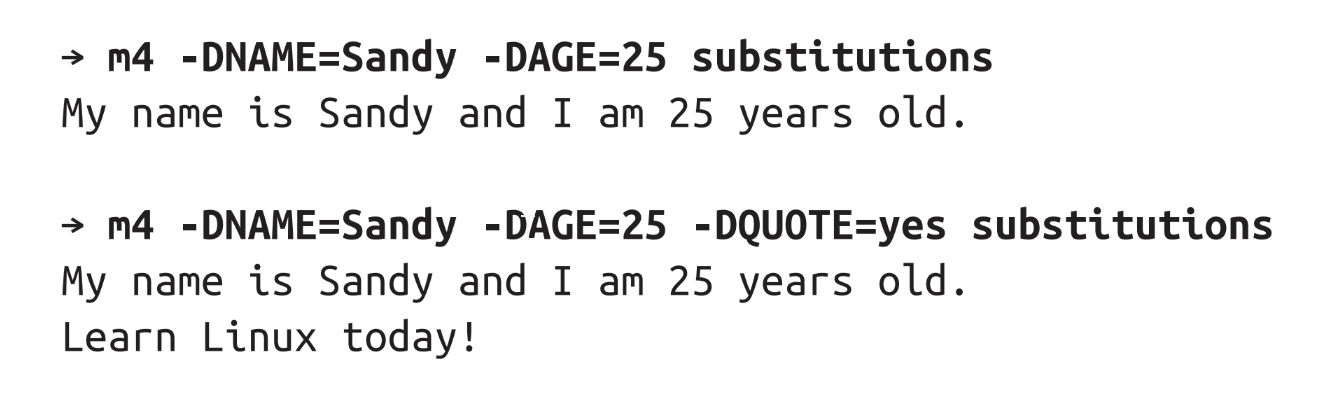 → m4 -DNAME=Sandy -DAGE=25 substitutions
My name is Sandy and I am 25 years old.
→ m4 -DNAME=Sandy -DAGE=25 -DQUOTE=yes substitutions
My name is Sandy and I am 25 years old.
Learn Linux today!